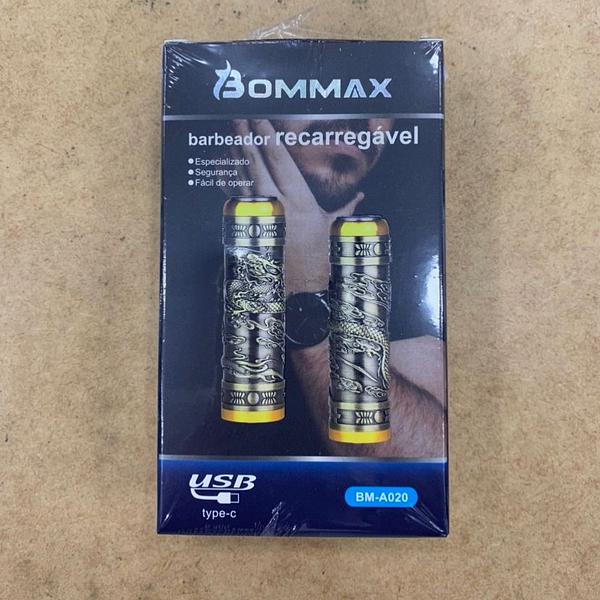 BOMMAX
barbeador recarregável
● Especializado
● Segurança
● Fácil de operar
USB
type-c
BM-A020